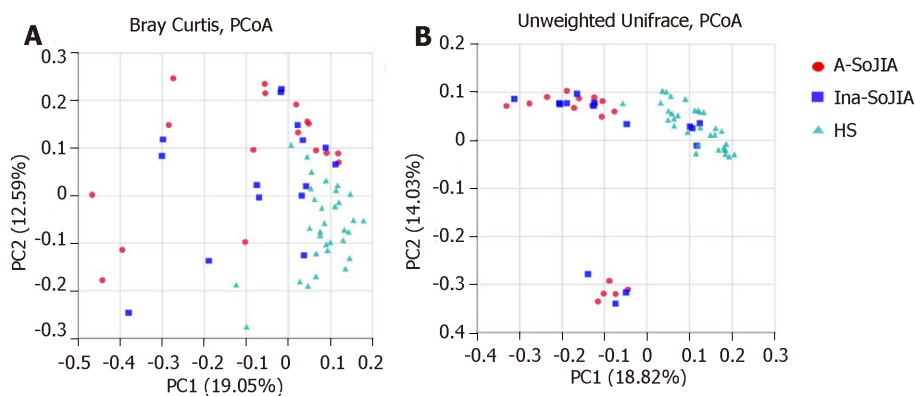 A
Bray Curtis, PCoA
0.3
0.2
0.1
0
-0.1
-0.2
-0.3
PC2 (12.59%)
-0.5 -0.4 -0.2 -0.2 -0.1 0 0.1 0.2
PC1 (19.05%)
B
Unweighted Unifrace, PCoA
0.2
0.1
0
-0.1
-0.2
-0.3
0.4
PC2 (14.03%)
-0.4 -0.3 -0.2 -0.1 0 0.1 0.2 0.3
PC1 (18.82%)
A-SoJIA
Ina-SoJIA
HS